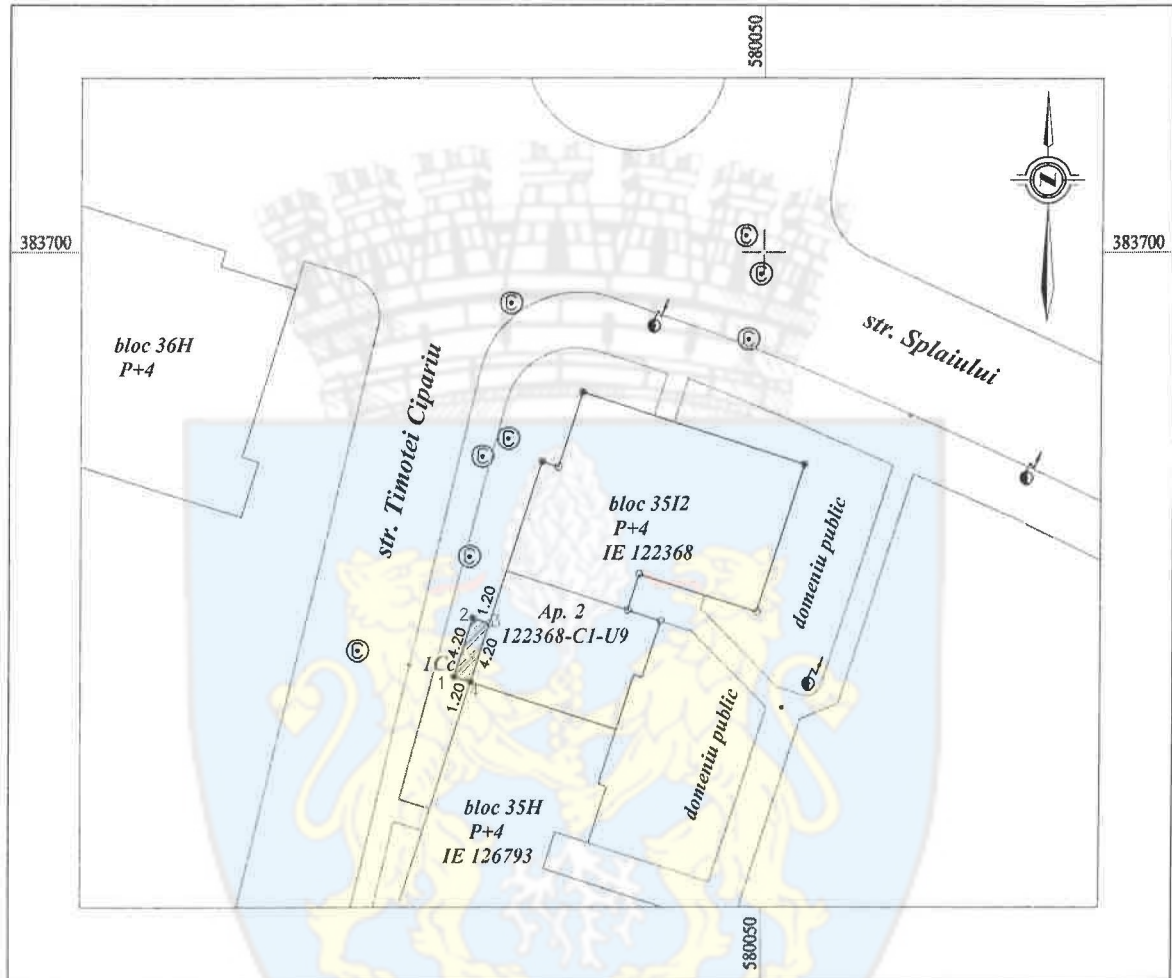 580050
383700
383700
N
str. Splaiului
bloc 36H
P+4
str. Timotei Cipariu
bloc 35I2
P+4
IE 122368
domeniu public
1.20
2
Ap. 2
122368-C1-U9
4.20
4.20
1Cc
1
1.20
domeniu public
bloc 35H
P+4
IE 126793
580050